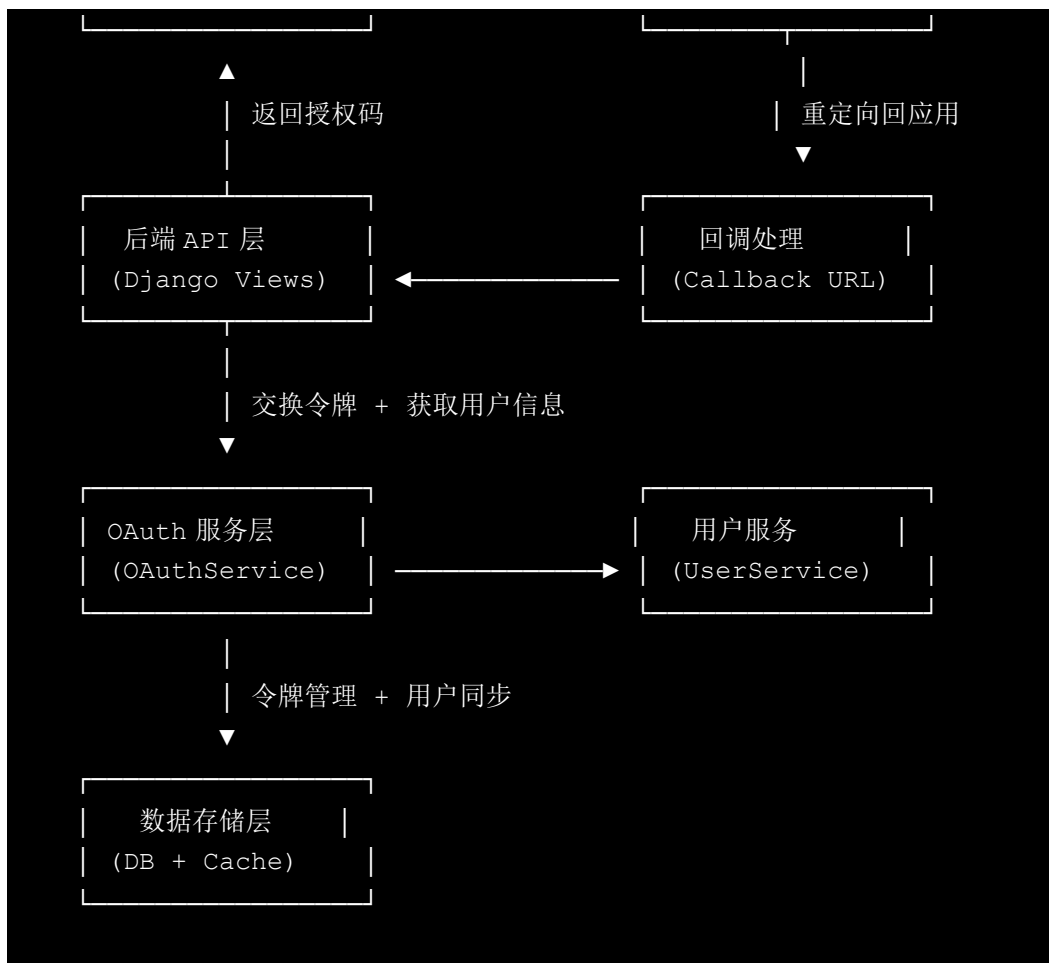 返回授权码 重定向回应用
后端 API 层 回调处理
(Django Views) (Callback URL)
交换令牌 + 获取用户信息
OAuth 服务层 用户服务
(OAuthService) (UserService)
令牌管理 + 用户同步
数据存储层
(DB + Cache)